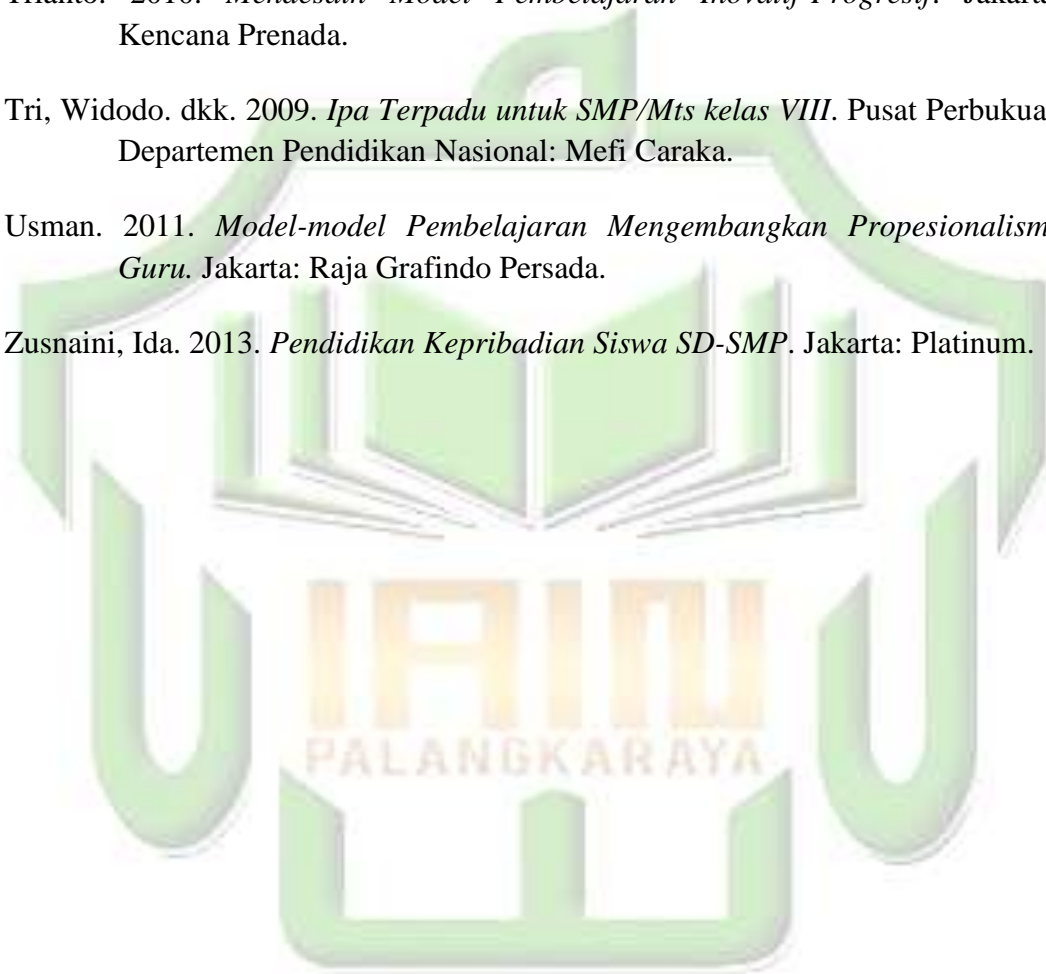 Kencana Prenada.
Tri, Widodo. dkk. 2009. Ipa Terpadu untuk SMP/Mts kelas VIII. Pusat Perbukua
Departemen Pendidikan Nasional: Mefi Caraka.
Usman. 2011. Model-model Pembelajaran Mengembangkan Propesionalism
Guru. Jakarta: Raja Grafindo Persada.
Zusnaini, Ida. 2013. Pendidikan Kepribadian Siswa SD-SMP. Jakarta: Platinum.
IAIN
PALANGKARAYA